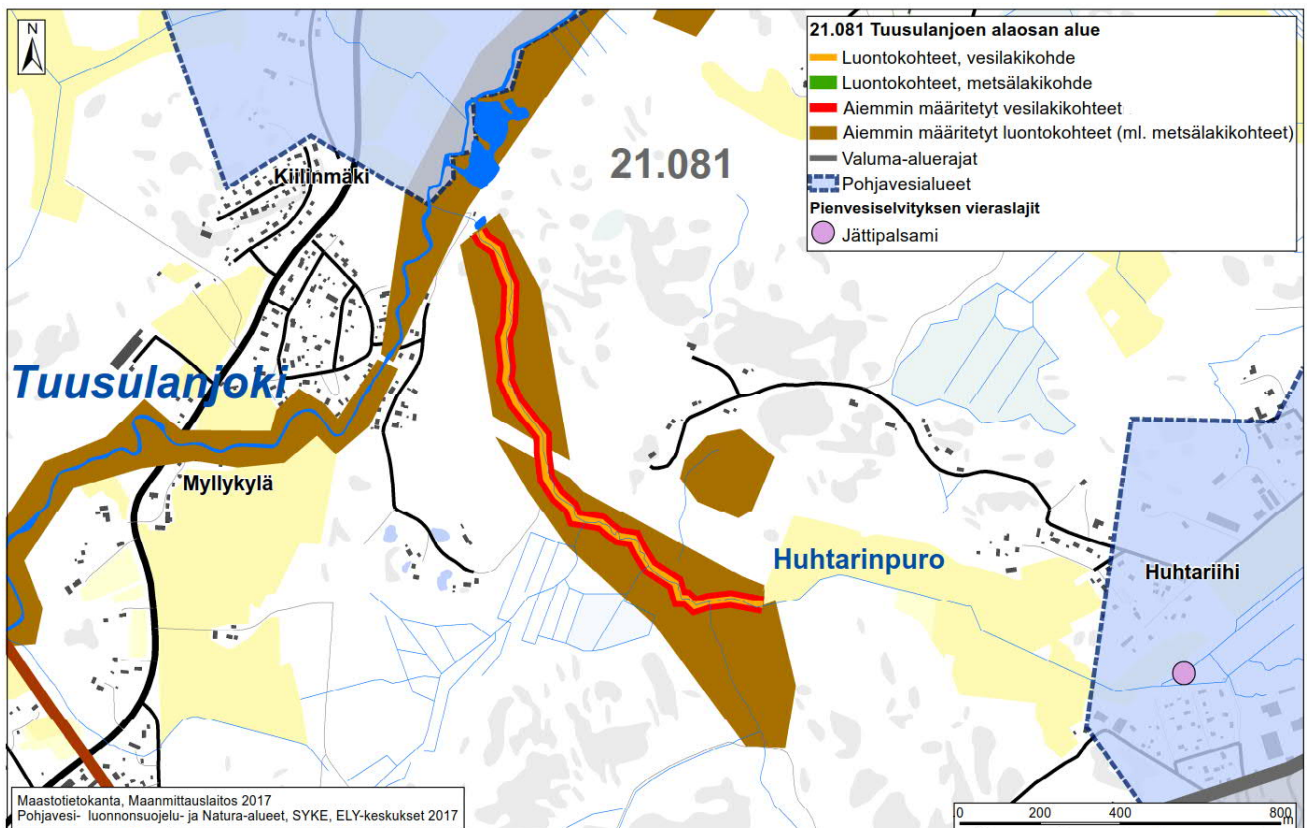 N
21.081 Tuusulanjoen alaosan alue
Luontokohteet, vesilakikohde
Luontokohteet, metsälakikohde
Aiemmin määritetyt vesilakikohteet
Aiemmin määritetyt luontokohteet (ml. metsälakikohteet)
Valuma-aluerajat
Pohjavesialueet
Pienvesiselvityksen vieraslajit
Jättipalsami
21.081
Kiilinmäki
Tuusulanjoki
Myllykylä
Huhtarinpuro
Huhtariihi
Maastotietokanta, Maanmittauslaitos 2017
Pohjavesi- luonnonsuojelu- ja Natura-alueet, SYKE, ELY-keskukset 2017
0 200 400 800
m